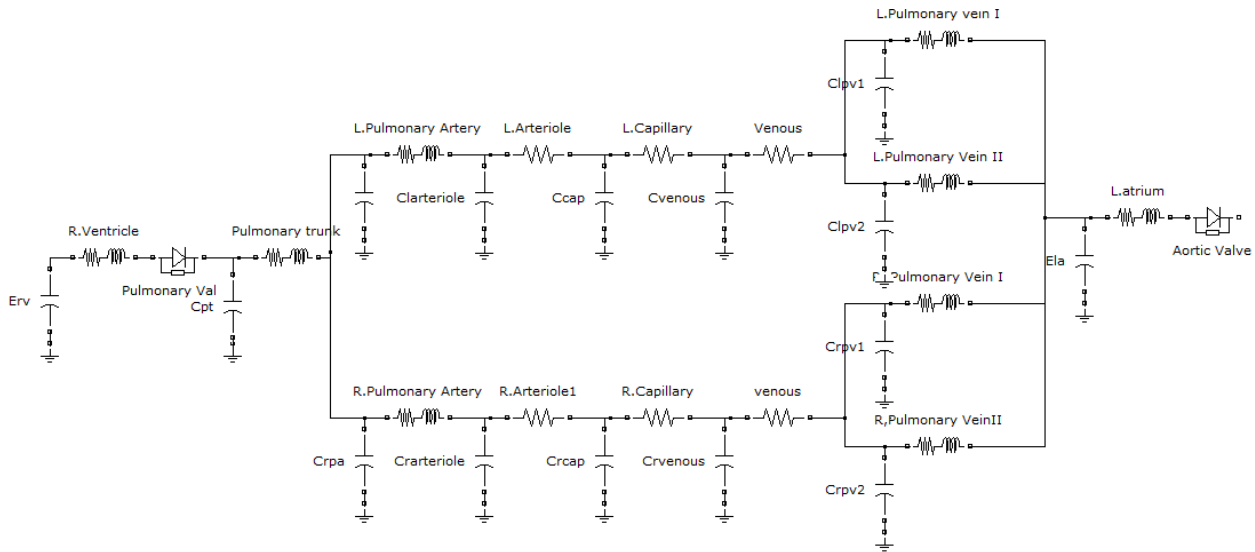 L.Pulmonary vein I
Clpv1
L.Pulmonary Artery
L.Arteriole
L.Capillary
Venous
L.Pulmonary Vein II
Clarteriole
Ccap
Cvenous
Clpv2
L.atrium
R.Ventricle
Pulmonary trunk
Aortic Valve
Ela
Pulmonary Val
Erv
Cpt
Pulmonary Vein I
Crpv1
R.Pulmonary Artery
R.Arteriole1
R.Capillary
venous
R,Pulmonary VeinII
Crpa
Crarteriole
Crcap
Crvenous
Crpv2